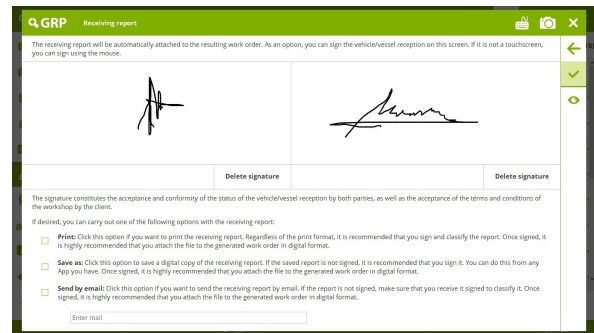 GRP Receiving report
The receiving report will be automatically attached to the resulting work order. As an option, you can sign the vehicle/vessel reception on this screen. If it is not a touchscreen,
you can sign using the mouse.
Delete signature Delete signature
The signature constitutes the acceptance and conformity of the status of the vehicle/vessel reception by both parties, as well as the acceptance of the terms and conditions of
the workshop by the client.
If desired, you can carry out one of the following options with the receiving report:
Print: Click this option if you want to print the receiving report. Regardless of the print format, it is recommended that you sign and classify the report. Once signed, it
is highly recommended that you attach the file to the generated work order in digital format.
Save as: Click this option to save a digital copy of the receiving report. If the saved report is not signed, it is recommended that you sign it. You can do this from any
App you have. Once signed, it is highly recommended that you attach the file to the generated work order in digital format.
Send by email: Click this option if you want to send the receiving report by email. If the report is not signed, make sure that you receive it signed to classify it. Once
signed, it is highly recommended that you attach the file to the generated work order in digital format.
Enter mail